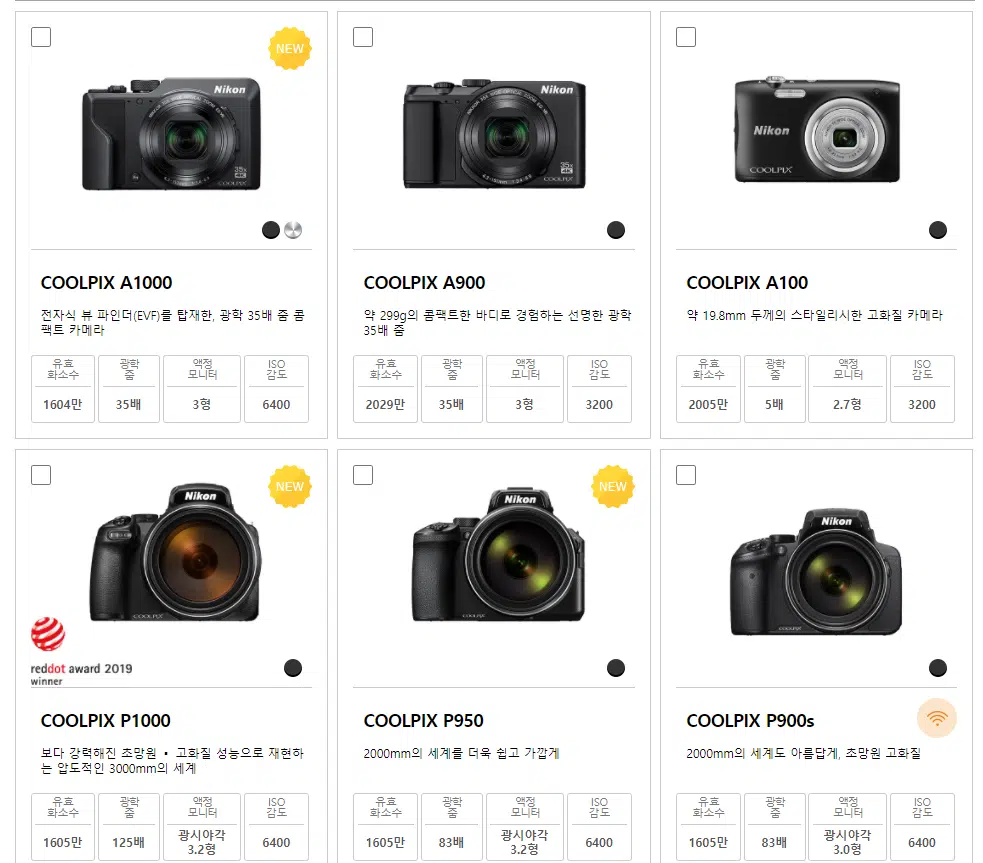 NEW
Nikon
35x
4K
COOLPIX
Nikon
35x
4K
COOLPIX
Nikon
COOLPIX
COOLPIX A1000
전자식 뷰 파인더(EVF)를 탑재한, 광학 35배 줌 콤
팩트 카메라
유효
화소수
광학
줌
액정
모니터
ISO
감도
1604만
35배
3형
6400
COOLPIX A900
약 299g의 콤팩트한 바디로 경험하는 선명한 광학
35배 줌
유효
화소수
광학
줌
액정
모니터
ISO
감도
2029만
35배
3형
3200
COOLPIX A100
약 19.8mm 두께의 스타일리시한 고화질 카메라
유효
화소수
광학
줌
액정
모니터
ISO
감도
2005만
5배
2.7형
3200
NEW
Nikon
COOLPIX
reddot award 2019
winner
NEW
Nikon
COOLPIX
Nikon
COOLPIX
COOLPIX P1000
보다 강력해진 초망원 • 고화질 성능으로 재현하
는 압도적인 3000mm의 세계
유효
화소수
광학
줌
액정
모니터
ISO
감도
1605만
125배
광시야각
3.2형
6400
COOLPIX P950
2000mm의 세계를 더욱 쉽고 가깝게
유효
화소수
광학
줌
액정
모니터
ISO
감도
1605만
83배
광시야각
3.2형
6400
COOLPIX P900s
2000mm의 세계도 아름답게, 초망원 고화질
유효
화소수
광학
줌
액정
모니터
ISO
감도
1605만
83배
광시야각
3.0형
6400